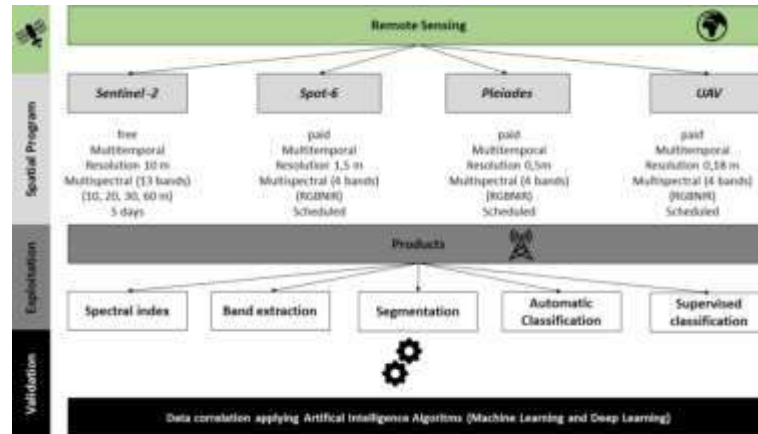 Remote Sensing
Spatial Program
Sentinel -2
Spot-6
Pleiades
UAV
free
Multitemporal
Resolution 10 m
Multispectral (13 bands)
(10, 20, 30, 60 m)
5 days
paid
Multitemporal
Resolution 1,5 m
Multispectral (4 bands)
(RGBNIR)
Scheduled
paid
Multitemporal
Resolution 0,5m
Multispectral (4 bands)
(RGBNIR)
Scheduled
paid
Multitemporal
Resolution 0,18 m
Multispectral (4 bands)
(RGBNIR)
Scheduled
Exploitation
Products
Spectral index
Band extraction
Segmentation
Automatic
Classification
Supervised
classification
Validation
Data correlation applying Artifical Intelligence Algoritms (Machine Learning and Deep Learning)